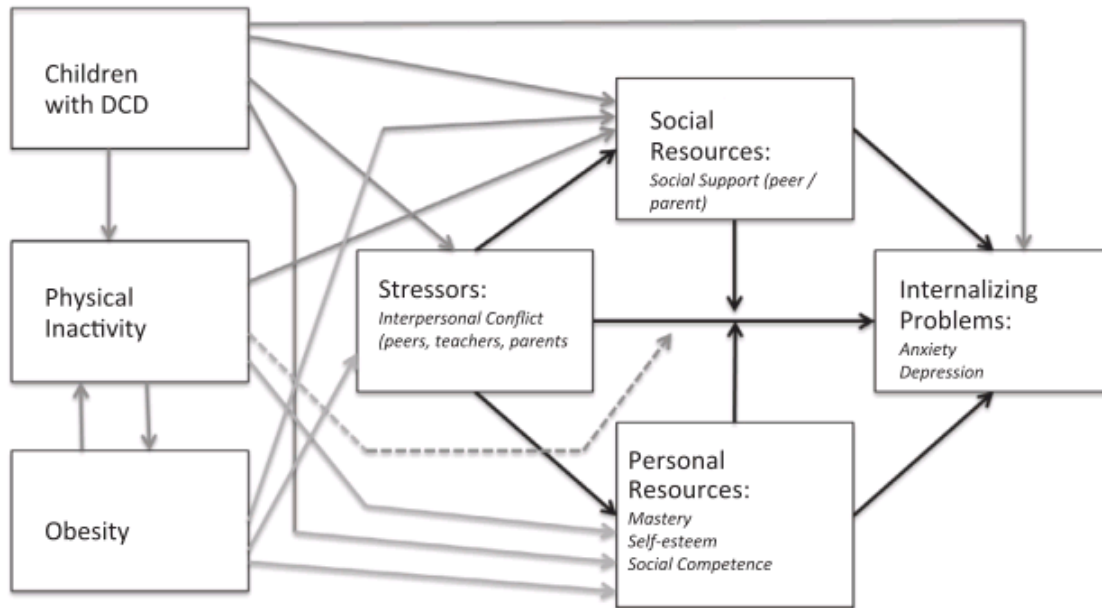 Children
with DCD
Physical
Inactivity
Obesity
Stressors:
Interpersonal Conflict
(peers, teachers, parents
Social
Resources:
Social Support (peer /
parent)
Personal
Resources:
Mastery
Self-esteem
Social Competence
Internalizing
Problems:
Anxiety
Depression